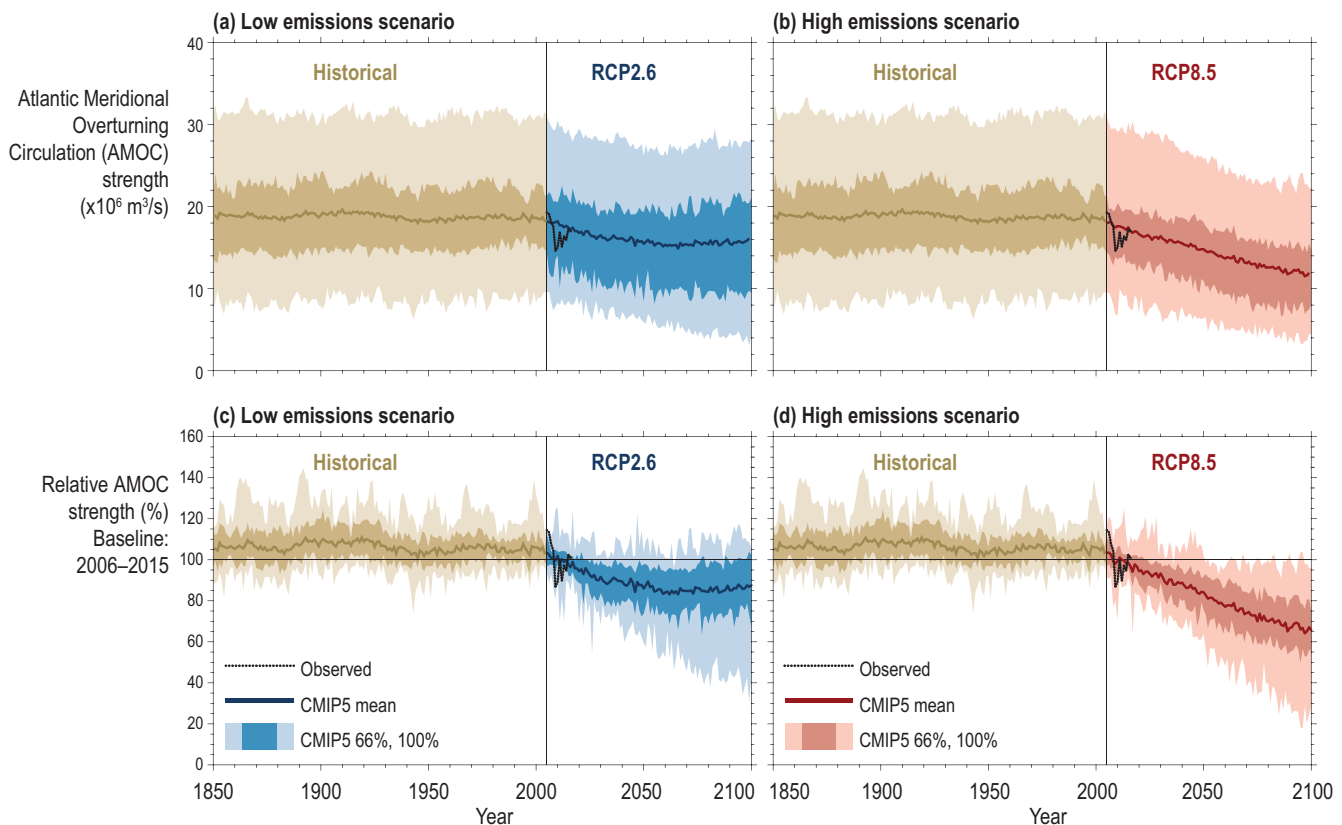 (a) Low emissions scenario
(b) High emissions scenario
Atlantic Meridional
Overturning
Circulation (AMOC)
strength
(x10⁶ m³/s)
40
30
20
10
0
Historical
RCP2.6
Historical
RCP8.5
(c) Low emissions scenario
(d) High emissions scenario
Relative AMOC
strength (%)
Baseline:
2006–2015
160
140
120
100
80
60
40
20
0
Historical
RCP2.6
Observed
CMIP5 mean
CMIP5 66%, 100%
Historical
RCP8.5
Observed
CMIP5 mean
CMIP5 66%, 100%
1850 1900 1950 2000 2050 2100
Year
1850 1900 1950 2000 2050 2100
Year